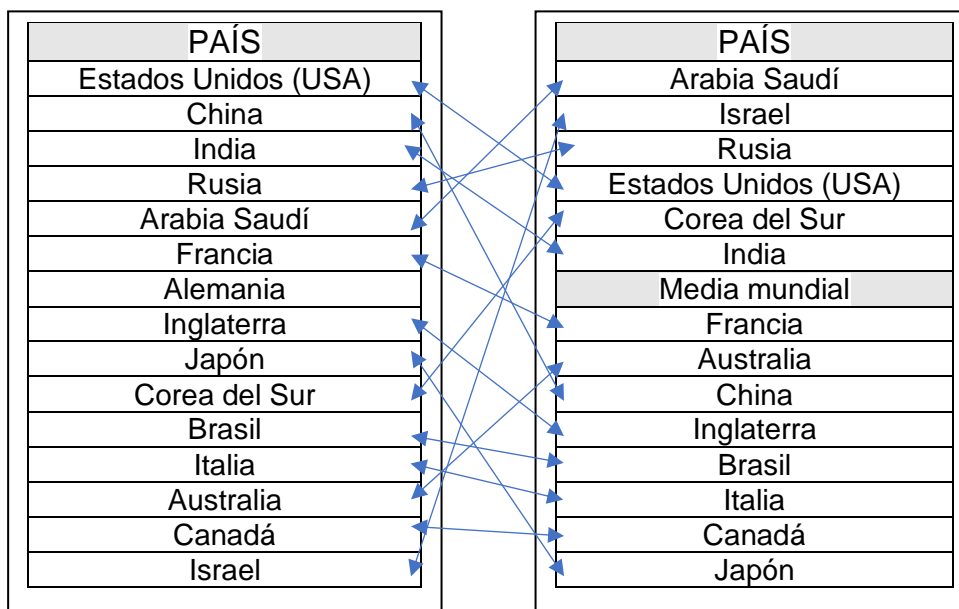 PAÍS
Estados Unidos (USA)
China
India
Rusia
Arabia Saudí
Francia
Alemania
Inglaterra
Japón
Corea del Sur
Brasil
Italia
Australia
Canadá
Israel
PAÍS
Arabia Saudí
Israel
Rusia
Estados Unidos (USA)
Corea del Sur
India
Media mundial
Francia
Australia
China
Inglaterra
Brasil
Italia
Canadá
Japón